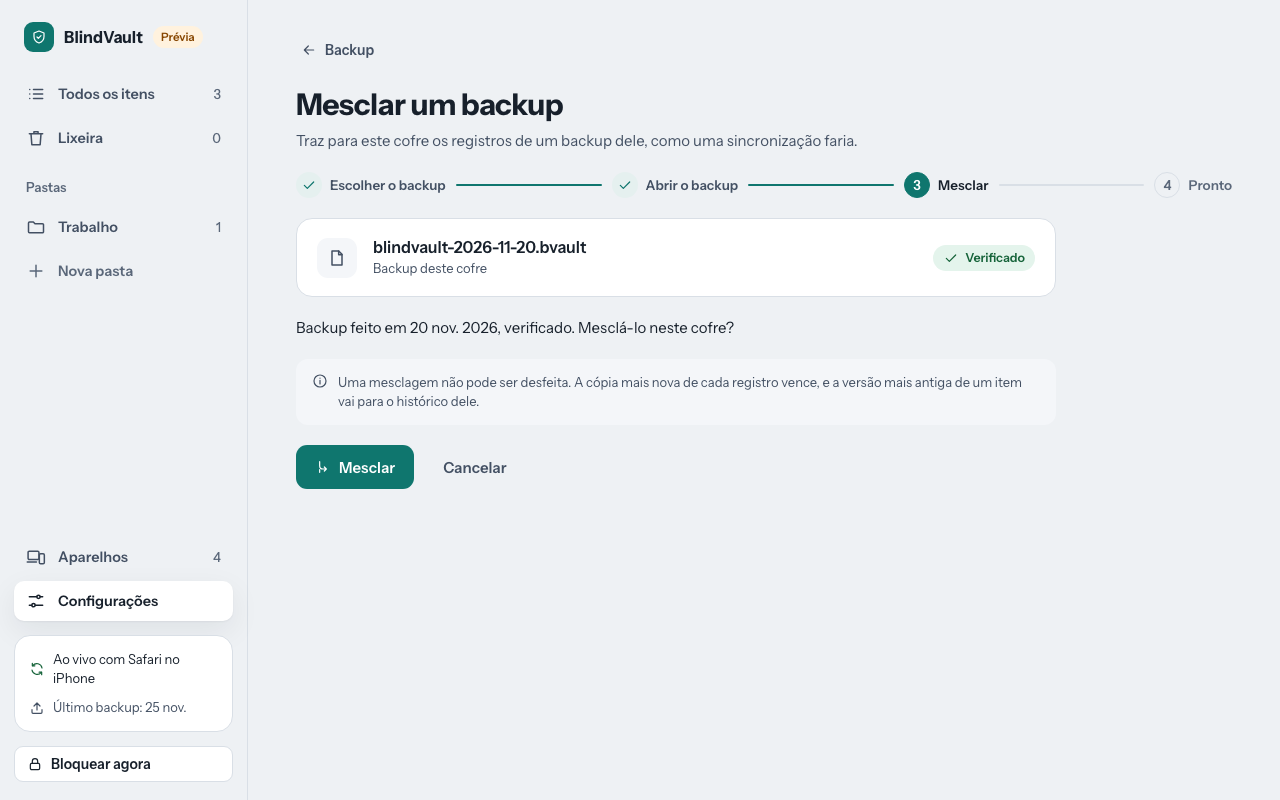 BlindVault Prévia
Todos os itens 3
Lixeira 0
Pastas
Trabalho 1
Nova pasta
Aparelhos 4
Configurações
Ao vivo com Safari no
iPhone
Último backup: 25 nov.
Bloquear agora
Backup
Mesclar um backup
Traz para este cofre os registros de um backup dele, como uma sincronização faria.
Escolher o backup
Abrir o backup
3 Mesclar
4 Pronto
blindvault-2026-11-20.bvault
Backup deste cofre
Verificado
Backup feito em 20 nov. 2026, verificado. Mesclá-lo neste cofre?
Uma mesclagem não pode ser desfeita. A cópia mais nova de cada registro vence, e a versão mais antiga de um item
vai para o histórico dele.
Mesclar
Cancelar